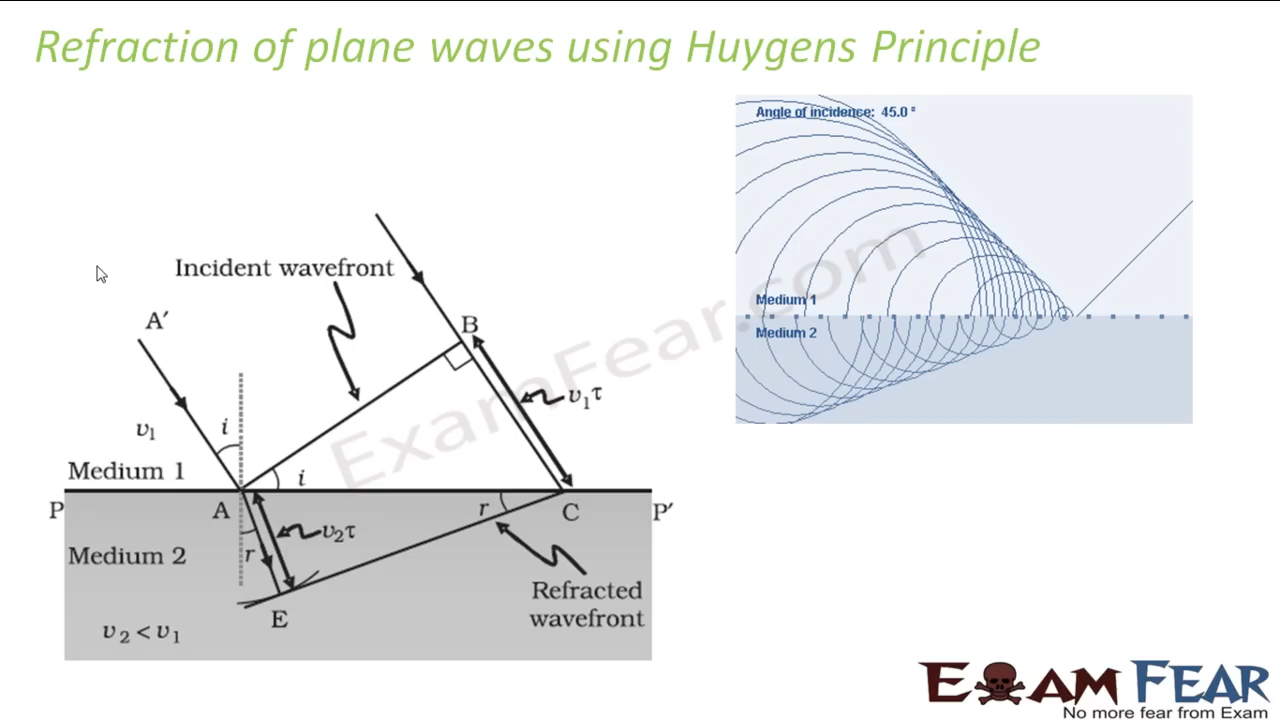 Refraction of plane waves using Huygens Principle
Angle of incidence: 45.0 °
Medium 1
Medium 2
ExamFear.com
Incident wavefront
A′
B
v₁τ
v₁
i
i
Medium 1
P
A
r
C
P′
v₂τ
Medium 2
r
E
Refracted
wavefront
v₂ < v₁
EXAM FEAR
No more fear from Exam